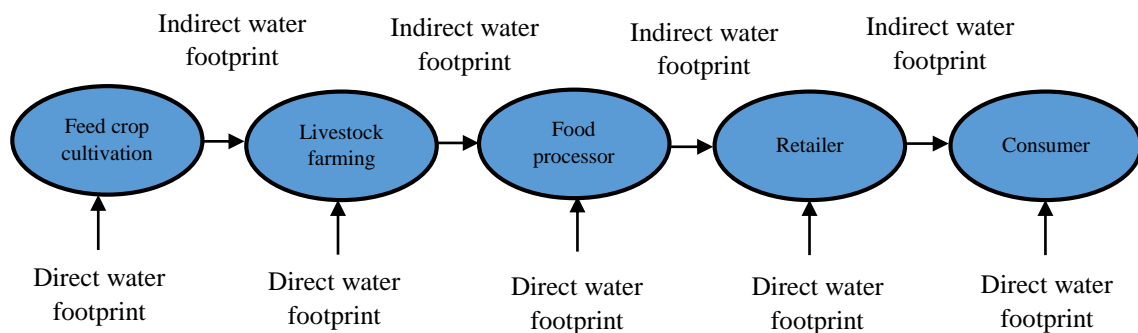 Indirect water
footprint
Indirect water
footprint
Indirect water
footprint
Indirect water
footprint
Feed crop
cultivation
Livestock
farming
Food
processor
Retailer
Consumer
Direct water
footprint
Direct water
footprint
Direct water
footprint
Direct water
footprint
Direct water
footprint